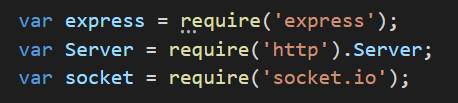 var express = require('express');
var Server = require('http').Server;
var socket = require('socket.io');